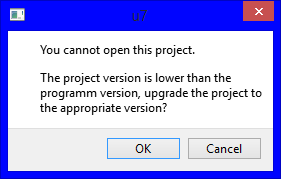 u7
You cannot open this project.
The project version is lower than the
programm version, upgrade the project to
the appropriate version?
OK
Cancel